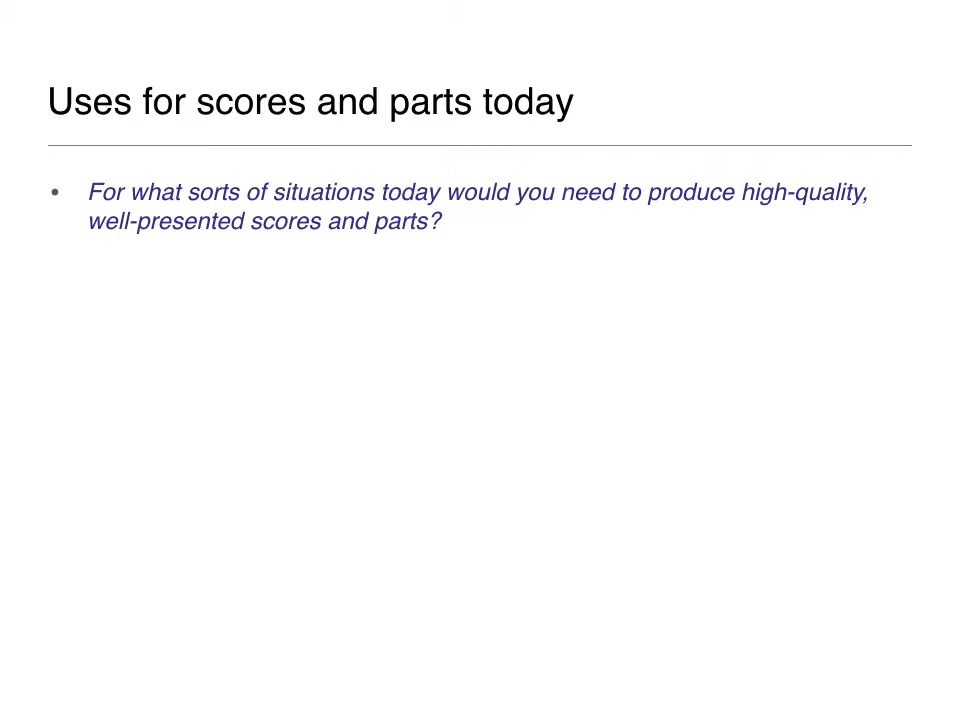 Uses for scores and parts today
• For what sorts of situations today would you need to produce high-quality,
well-presented scores and parts?